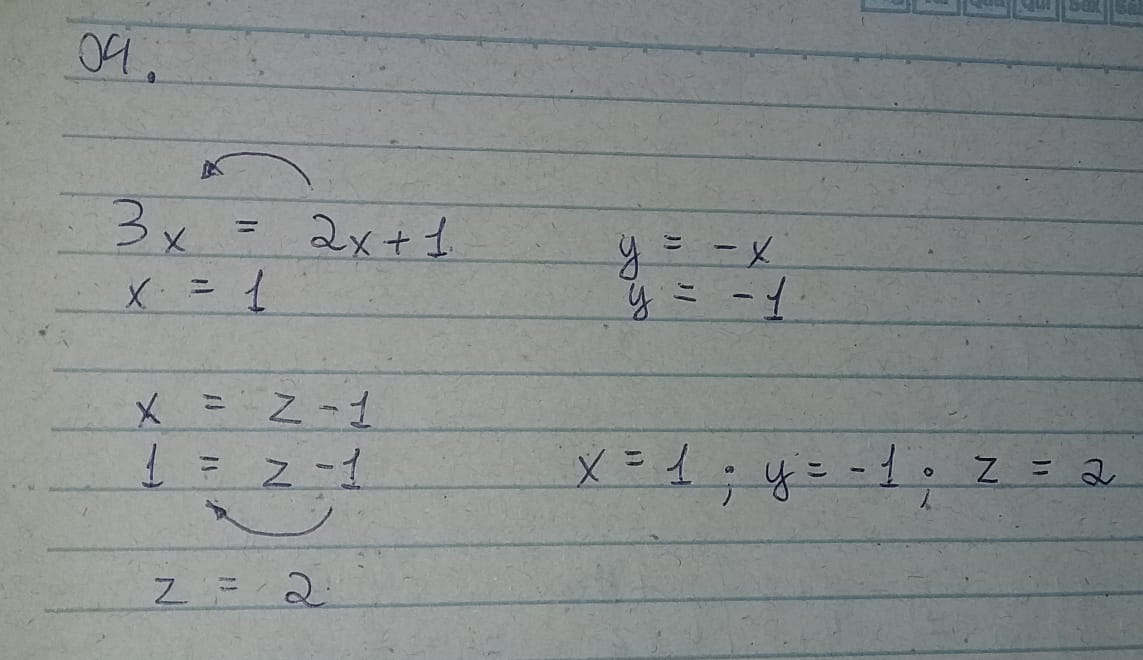 04.
3x = 2x + 1
x = 1
y = -x
y = -1
x = z - 1
1 = z - 1
z = 2
x = 1 ; y = -1 ; z = 2